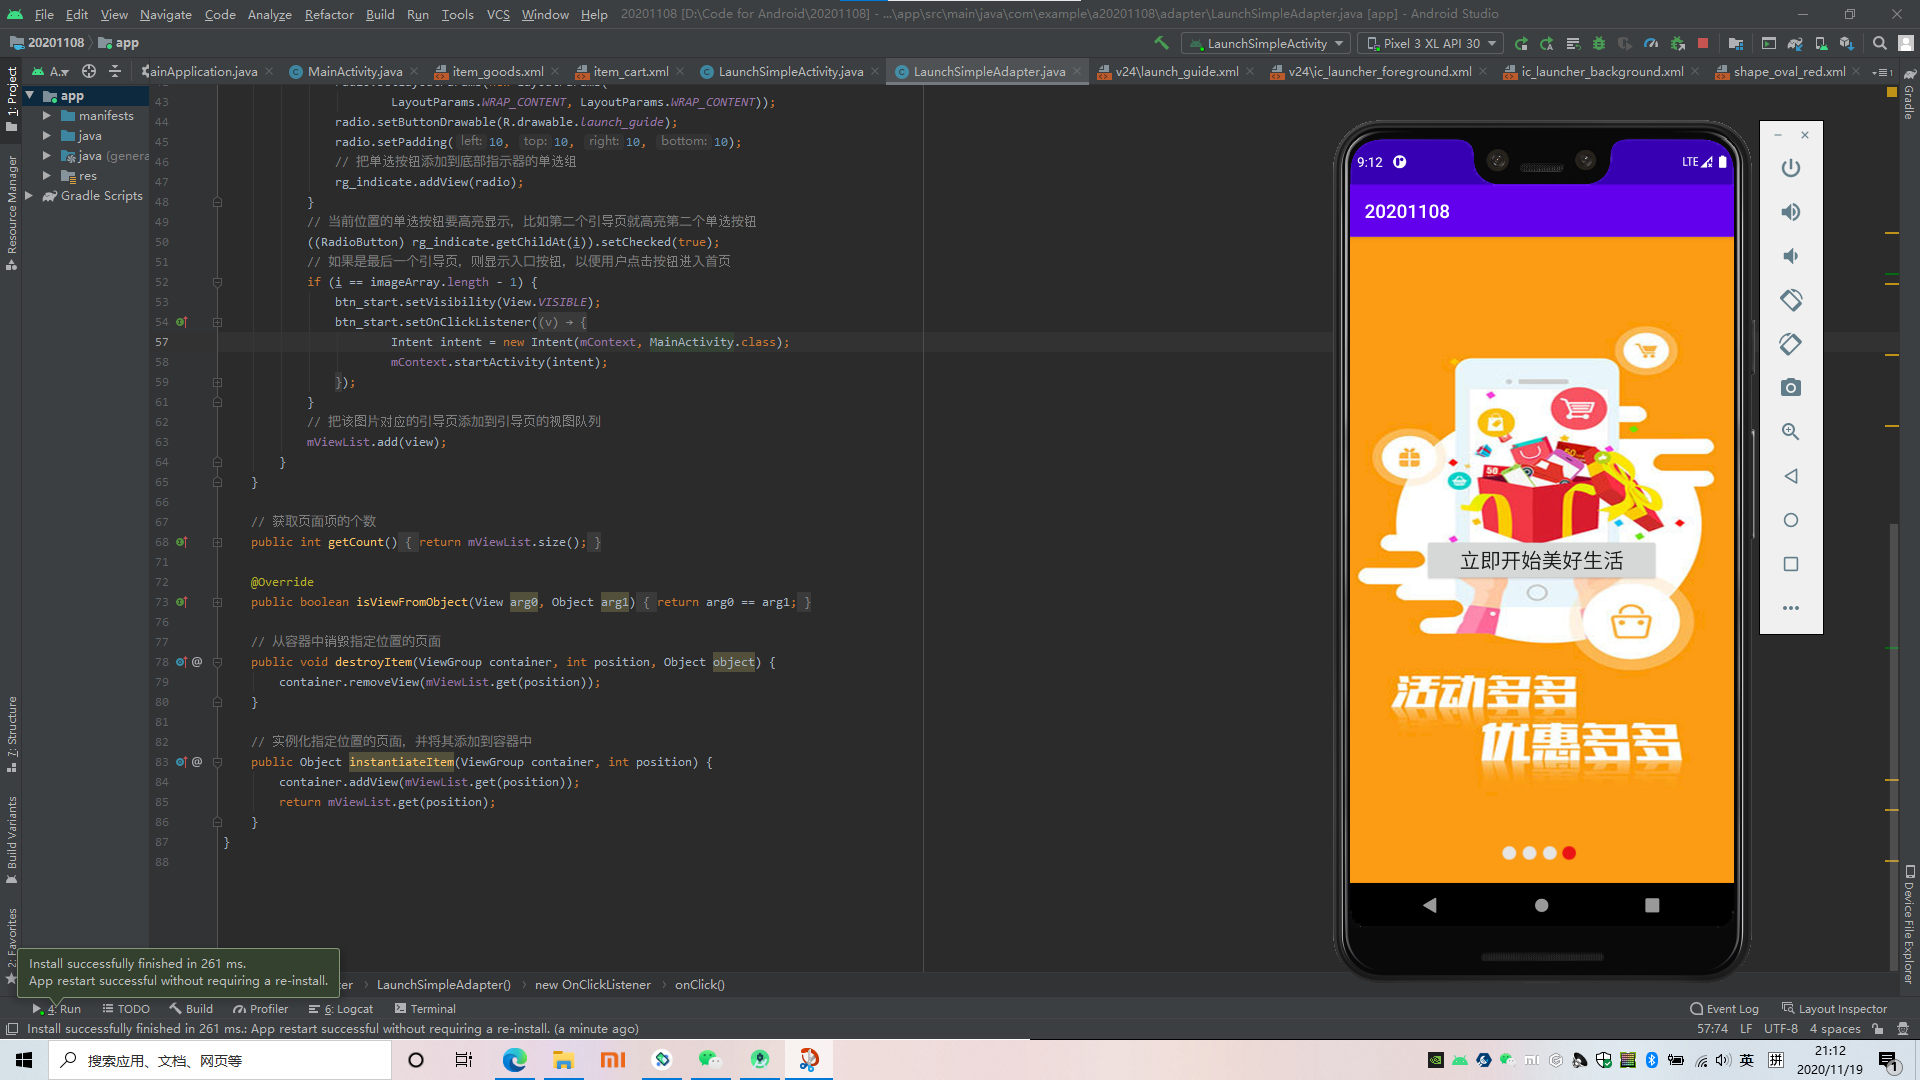 File Edit View Navigate Code Analyze Refactor Build Run Tools VCS Window Help 20201108 [D:\Code for Android\20201108] - ...\app\src\main\java\com\example\a20201108\adapter\LaunchSimpleAdapter.java [app] - Android Studio
20201108 app LaunchSimpleActivity Pixel 3 XL API 30
A.. ainApplication.java MainActivity.java item_goods.xml item_cart.xml LaunchSimpleActivity.java LaunchSimpleAdapter.java v24\launch_guide.xml v24\ic_launcher_foreground.xml ic_launcher_background.xml shape_oval_red.xml
1: Project
Resource Manager
7: Structure
Build Variants
2: Favorites
Gradle
Device File Explorer
app
manifests
java
java (genera
res
Gradle Scripts
43 LayoutParams.WRAP_CONTENT, LayoutParams.WRAP_CONTENT));
44 radio.setButtonDrawable(R.drawable.launch_guide);
45 radio.setPadding( left: 10, top: 10, right: 10, bottom: 10);
46 // 把单选按钮添加到底部指示器的单选组
47 rg_indicate.addView(radio);
48 }
49 // 当前位置的单选按钮要高亮显示，比如第二个引导页就高亮第二个单选按钮
50 ((RadioButton) rg_indicate.getChildAt(i)).setChecked(true);
51 // 如果是最后一个引导页，则显示入口按钮，以便用户点击按钮进入首页
52 if (i == imageArray.length - 1) {
53 btn_start.setVisibility(View.VISIBLE);
54 btn_start.setOnClickListener((v) → {
57 Intent intent = new Intent(mContext, MainActivity.class);
58 mContext.startActivity(intent);
59 });
61 }
62 // 把该图片对应的引导页添加到引导页的视图队列
63 mViewList.add(view);
64 }
65 }
66
67 // 获取页面项的个数
68 public int getCount() { return mViewList.size(); }
71
72 @Override
73 public boolean isViewFromObject(View arg0, Object arg1) { return arg0 == arg1; }
76
77 // 从容器中销毁指定位置的页面
78 @ public void destroyItem(ViewGroup container, int position, Object object) {
79 container.removeView(mViewList.get(position));
80 }
81
82 // 实例化指定位置的页面，并将其添加到容器中
83 @ public Object instantiateItem(ViewGroup container, int position) {
84 container.addView(mViewList.get(position));
85 return mViewList.get(position);
86 }
87 }
88
9:12 LTE
20201108
50
50
立即开始美好生活
活动多多
优惠多多
Install successfully finished in 261 ms.
App restart successful without requiring a re-install.
ter LaunchSimpleAdapter() new OnClickListener onClick()
4: Run TODO Build Profiler 6: Logcat Terminal Event Log Layout Inspector
Install successfully finished in 261 ms.: App restart successful without requiring a re-install. (a minute ago) 57:74 LF UTF-8 4 spaces
搜索应用、文档、网页等
英 拼
21:12
2020/11/19
1